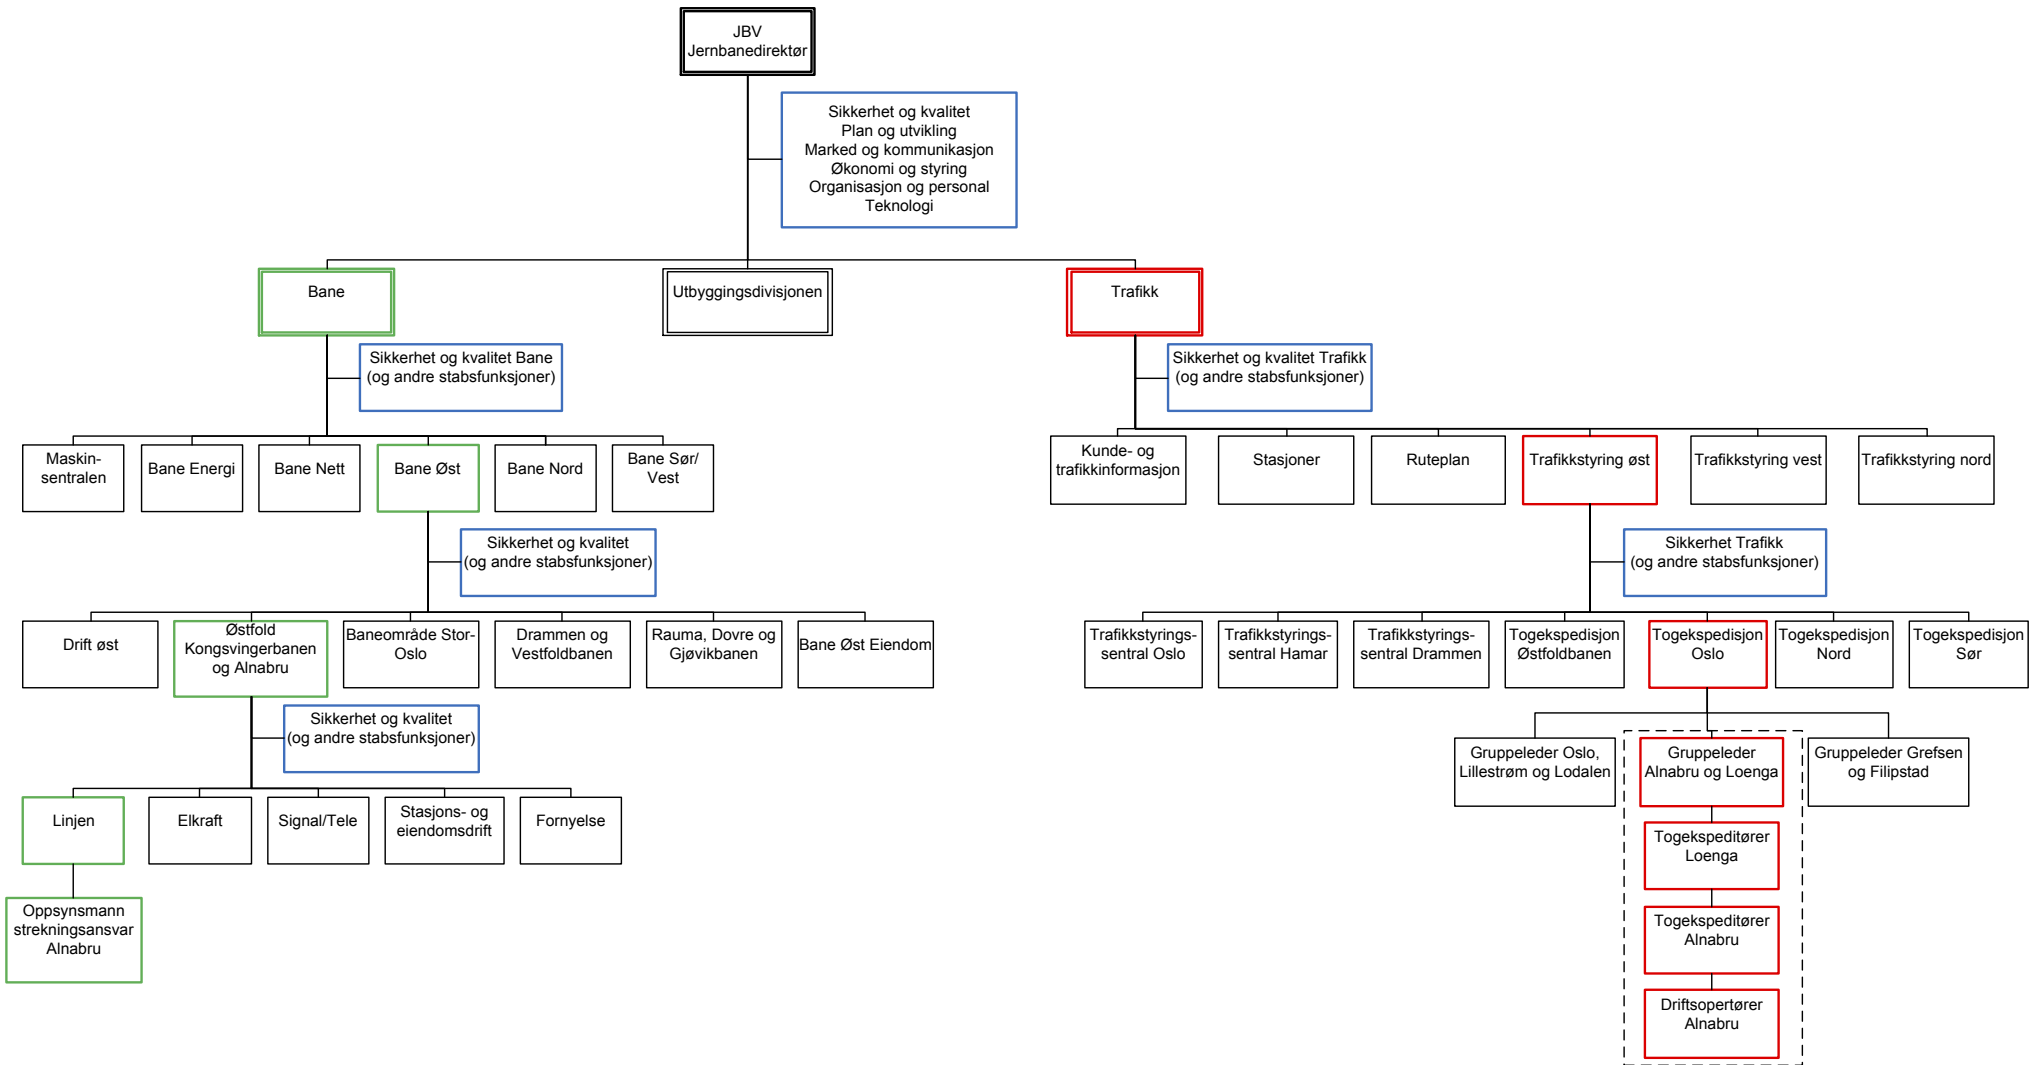 JBV
Jernbanedirektør
Sikkerhet og kvalitet
Plan og utvikling
Marked og kommunikasjon
Økonomi og styring
Organisasjon og personal
Teknologi
Bane
Utbyggingsdivisjonen
Trafikk
Sikkerhet og kvalitet Bane
(og andre stabsfunksjoner)
Sikkerhet og kvalitet Trafikk
(og andre stabsfunksjoner)
Maskin-
sentralen
Bane Energi
Bane Nett
Bane Øst
Bane Nord
Bane Sør/
Vest
Kunde- og
trafikkinformasjon
Stasjoner
Ruteplan
Trafikkstyring øst
Trafikkstyring vest
Trafikkstyring nord
Sikkerhet og kvalitet
(og andre stabsfunksjoner)
Sikkerhet Trafikk
(og andre stabsfunksjoner)
Drift øst
Østfold
Kongsvingerbanen
og Alnabru
Baneområde Stor-
Oslo
Drammen og
Vestfoldbanen
Rauma, Dovre og
Gjøvikbanen
Bane Øst Eiendom
Trafikkstyrings-
sentral Oslo
Trafikkstyrings-
sentral Hamar
Trafikkstyrings-
sentral Drammen
Togekspedisjon
Østfoldbanen
Togekspedisjon
Oslo
Togekspedisjon
Nord
Togekspedisjon
Sør
Sikkerhet og kvalitet
(og andre stabsfunksjoner)
Gruppeleder Oslo,
Lillestrøm og Lodalen
Gruppeleder
Alnabru og Loenga
Gruppeleder Grefsen
og Filipstad
Linjen
Elkraft
Signal/Tele
Stasjons- og
eiendomsdrift
Fornyelse
Togekspeditører
Loenga
Oppsynsmann
strekningsansvar
Alnabru
Togekspeditører
Alnabru
Driftsopertører
Alnabru